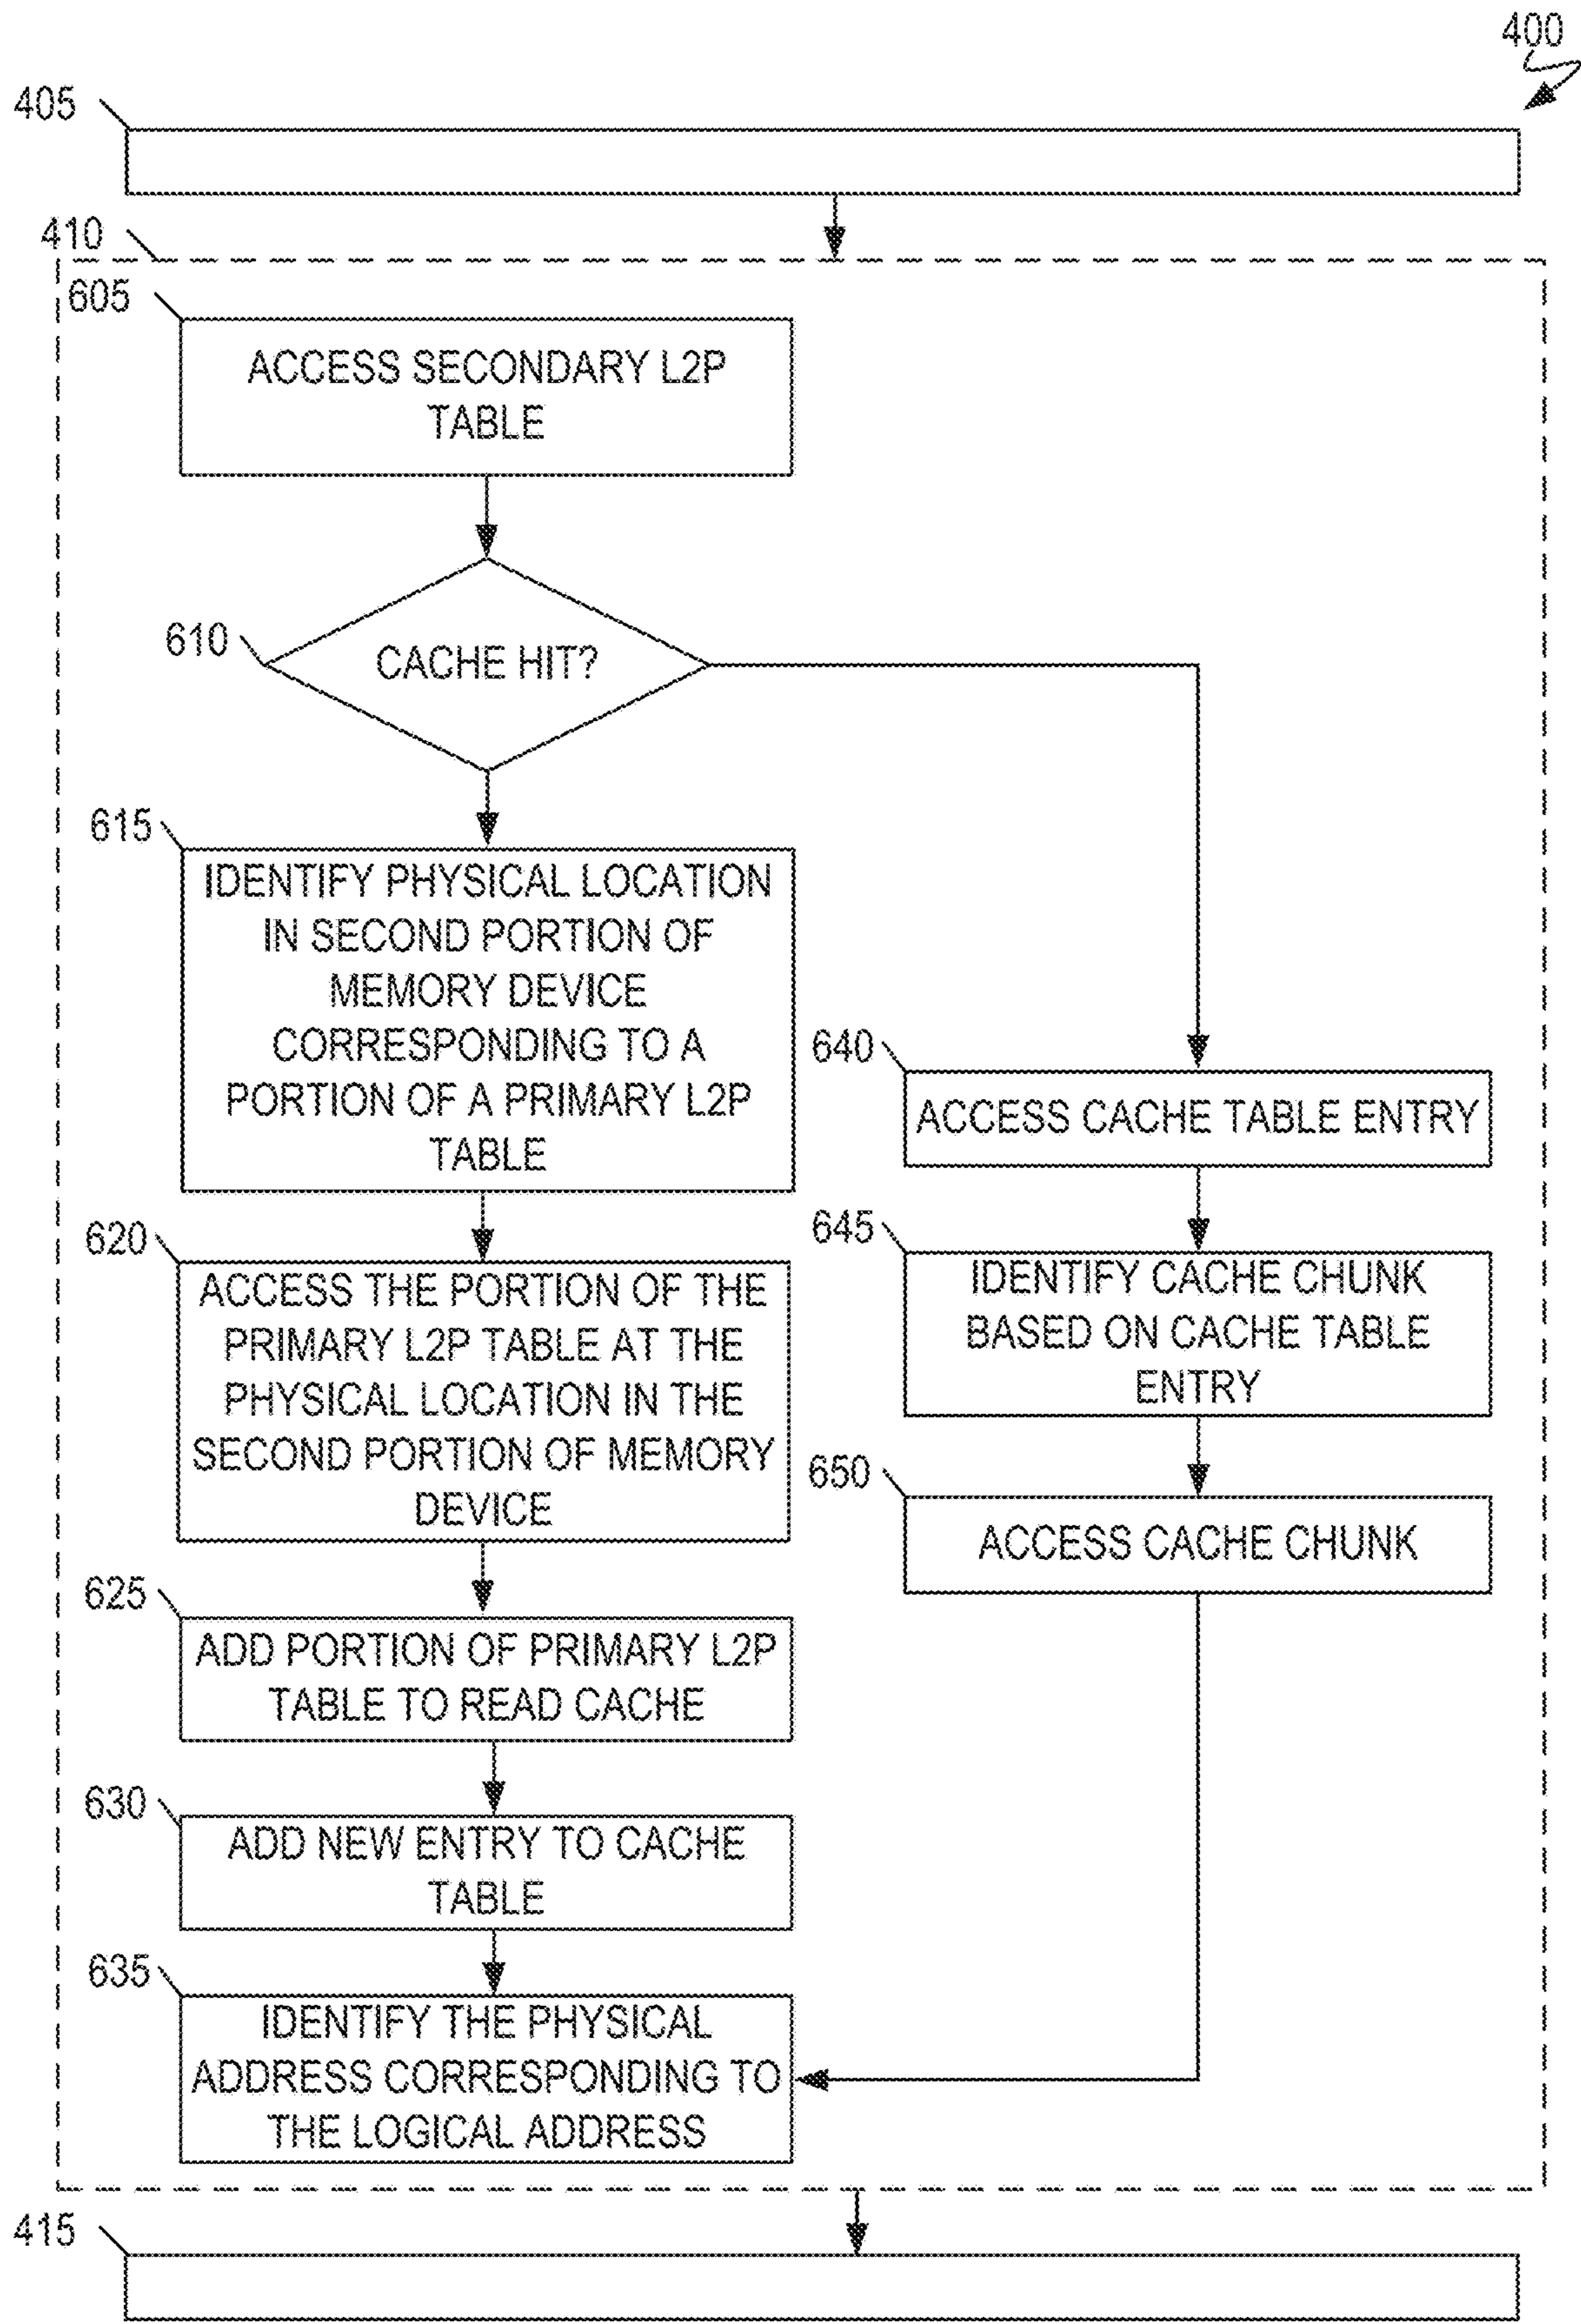 400
405
410
605
ACCESS SECONDARY L2P
TABLE
610
CACHE HIT?
615
IDENTIFY PHYSICAL LOCATION
IN SECOND PORTION OF
MEMORY DEVICE
CORRESPONDING TO A
PORTION OF A PRIMARY L2P
TABLE
620
ACCESS THE PORTION OF THE
PRIMARY L2P TABLE AT THE
PHYSICAL LOCATION IN THE
SECOND PORTION OF MEMORY
DEVICE
625
ADD PORTION OF PRIMARY L2P
TABLE TO READ CACHE
630
ADD NEW ENTRY TO CACHE
TABLE
635
IDENTIFY THE PHYSICAL
ADDRESS CORRESPONDING TO
THE LOGICAL ADDRESS
640
ACCESS CACHE TABLE ENTRY
645
IDENTIFY CACHE CHUNK
BASED ON CACHE TABLE
ENTRY
650
ACCESS CACHE CHUNK
415